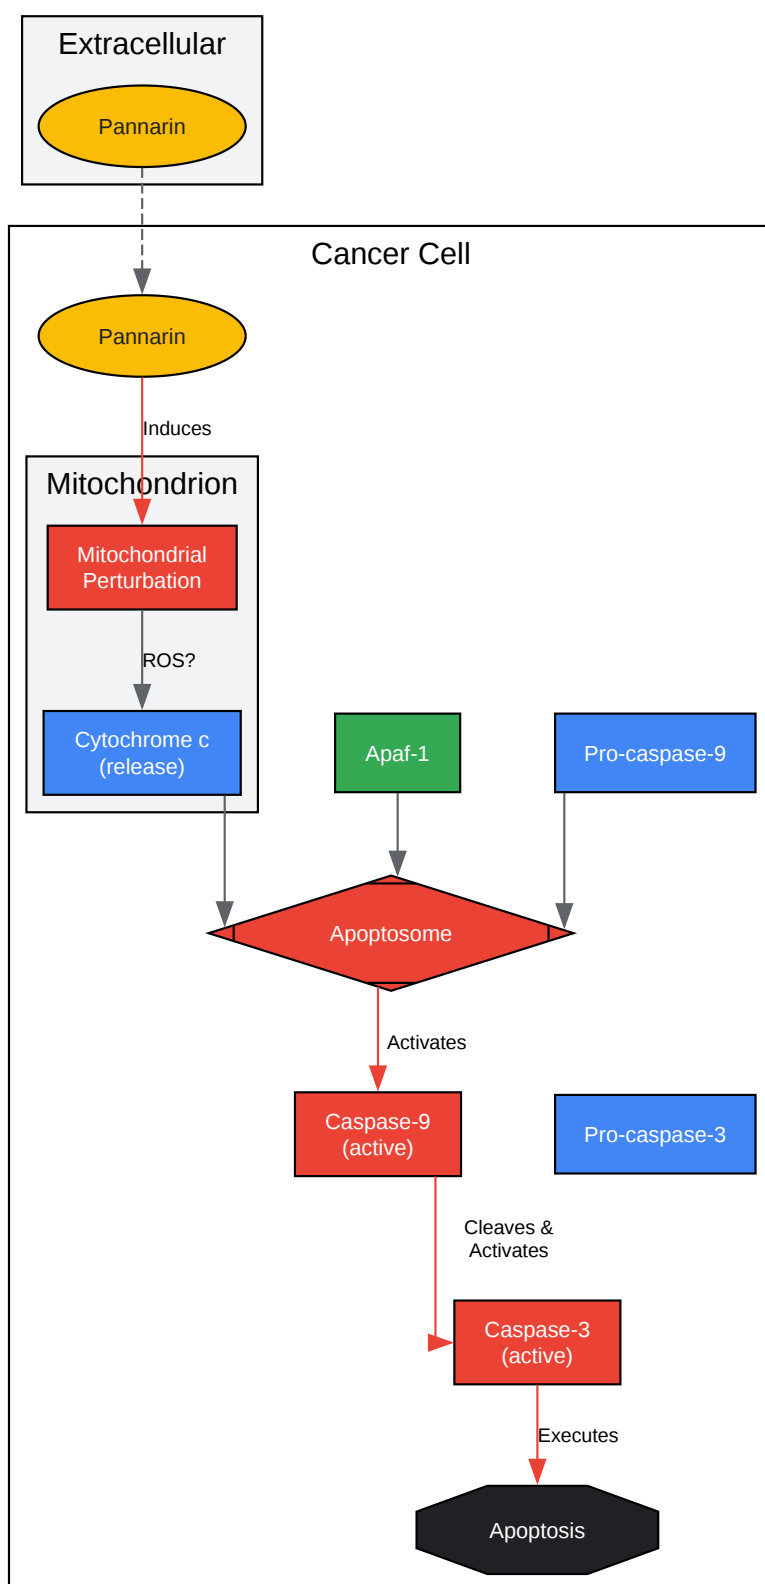 Extracellular
Pannarin
Cancer Cell
Pannarin
Induces
Mitochondrion
Mitochondrial
Perturbation
ROS?
Cytochrome c
(release)
Apaf-1
Pro-caspase-9
Apoptosome
Activates
Caspase-9
(active)
Pro-caspase-3
Cleaves &
Activates
Caspase-3
(active)
Executes
Apoptosis